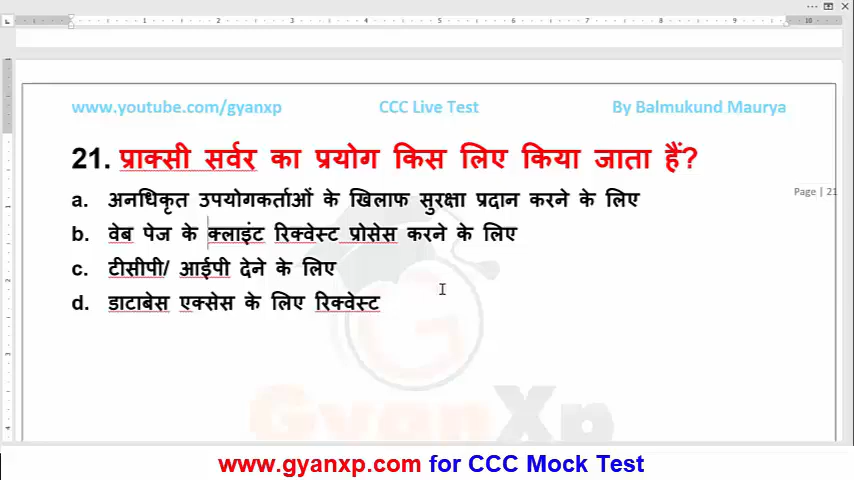 www.youtube.com/gyanxp CCC Live Test By Balmukund Maurya
21. प्राक्सी सर्वर का प्रयोग किस लिए किया जाता हैं?
Page | 21
a. अनधिकृत उपयोगकर्ताओं के खिलाफ सुरक्षा प्रदान करने के लिए
b. वेब पेज के क्लाइंट रिक्वेस्ट प्रोसेस करने के लिए
c. टीसीपी/ आईपी देने के लिए
d. डाटाबेस एक्सेस के लिए रिक्वेस्ट
GyanXp
www.gyanxp.com for CCC Mock Test